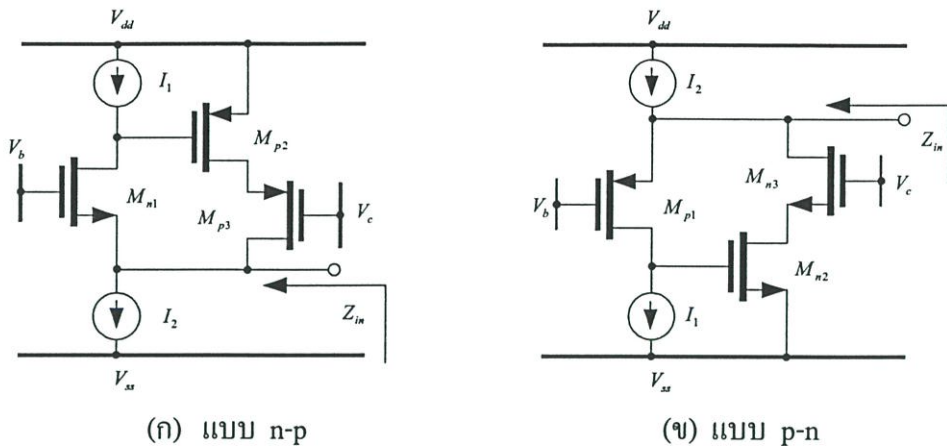 V_dd
I_1
V_b
M_n1
M_p2
M_p3
V_c
I_2
Z_in
V_ss
(ก) แบบ n-p
V_dd
I_2
Z_in
M_n3
V_b
M_p1
V_c
M_n2
I_1
V_ss
(ข) แบบ p-n